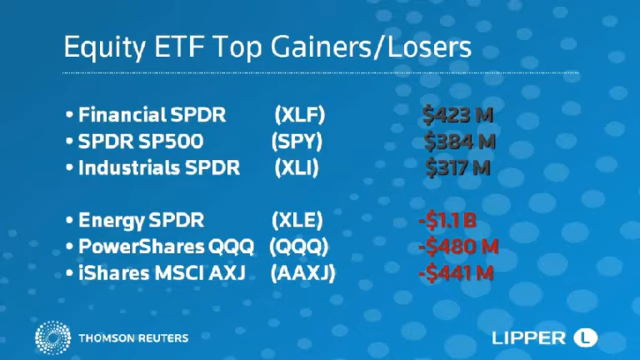 Equity ETF Top Gainers/Losers
• Financial SPDR (XLF) $423 M
• SPDR SP500 (SPY) $384 M
• Industrials SPDR (XLI) $317 M
• Energy SPDR (XLE) -$1.1 B
• PowerShares QQQ (QQQ) -$480 M
• iShares MSCI AXJ (AAXJ) -$441 M
THOMSON REUTERS LIPPER L